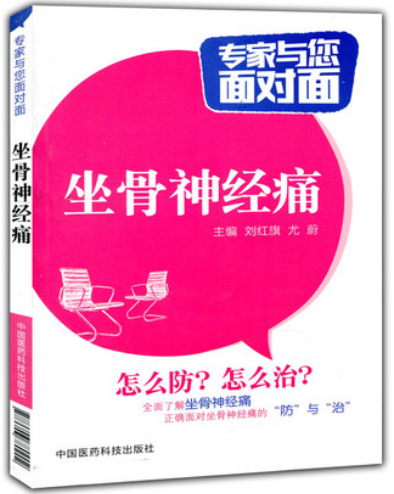 专家与您
面对面
坐骨神经痛
主编 刘红旗 尤 蔚
怎么防?怎么治?
全面了解坐骨神经痛
正确面对坐骨神经痛的 “防”与“治”
中国医药科技出版社
专家与您面对面
坐骨神经痛
中国医药科技出版社